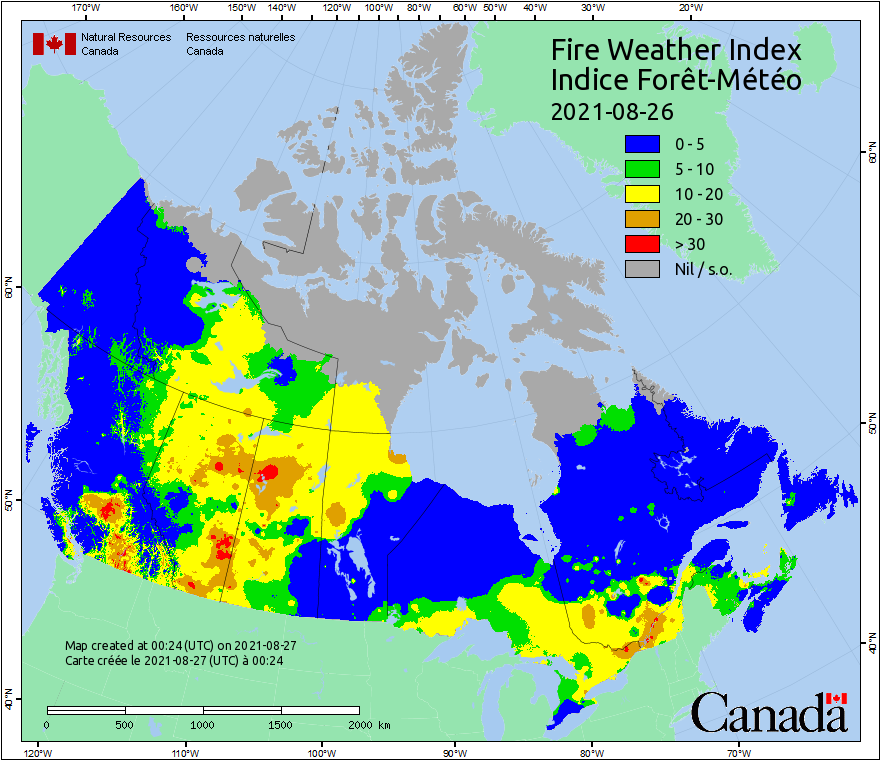 170°W 160°W 150°W 140°W 120°W 100°W 80°W 60°W 50°W 40°W 30°W 20°W
Natural Resources Ressources naturelles
Canada Canada
Fire Weather Index
Indice Forêt-Météo
2021-08-26
0 - 5
5 - 10
10 - 20
20 - 30
> 30
Nil / s.o.
60°N
60°N
50°N
50°N
40°N
40°N
Map created at 00:24 (UTC) on 2021-08-27
Carte créée le 2021-08-27 (UTC) à 00:24
0 500 1000 1500 2000 km
Canada
120°W 110°W 100°W 90°W 80°W 70°W